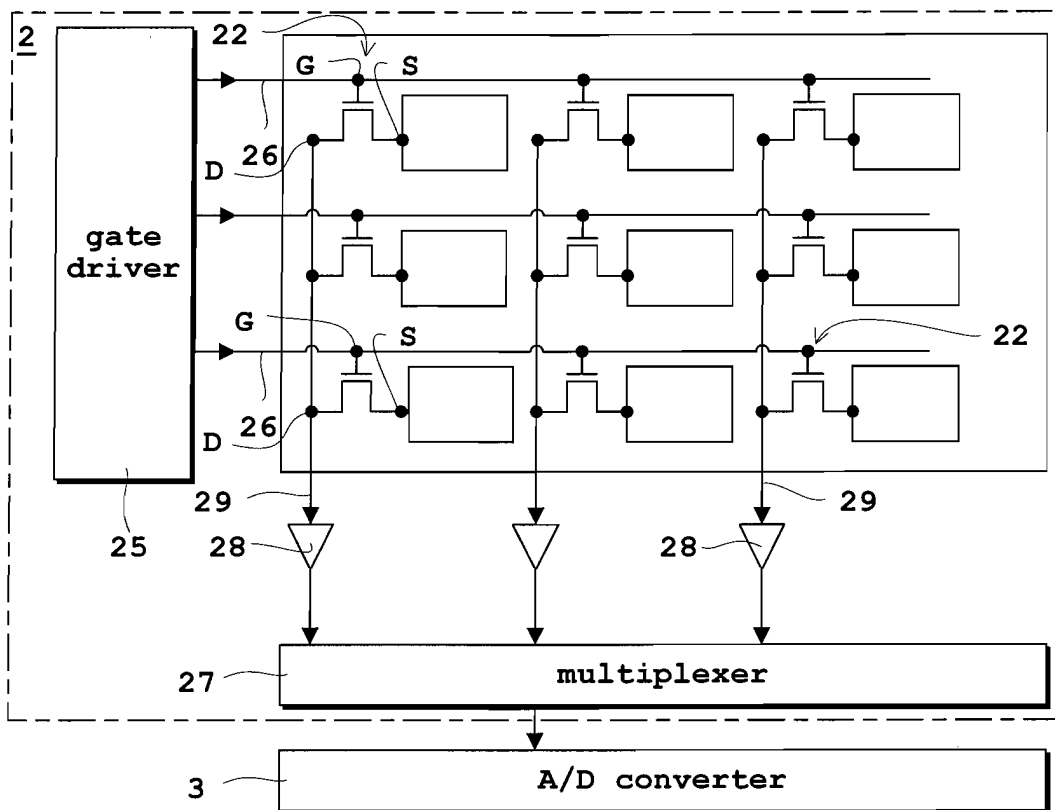 2
22
G
S
26
D
gate
driver
G
S
22
26
D
29
29
25
28
28
27
multiplexer
3
A/D converter